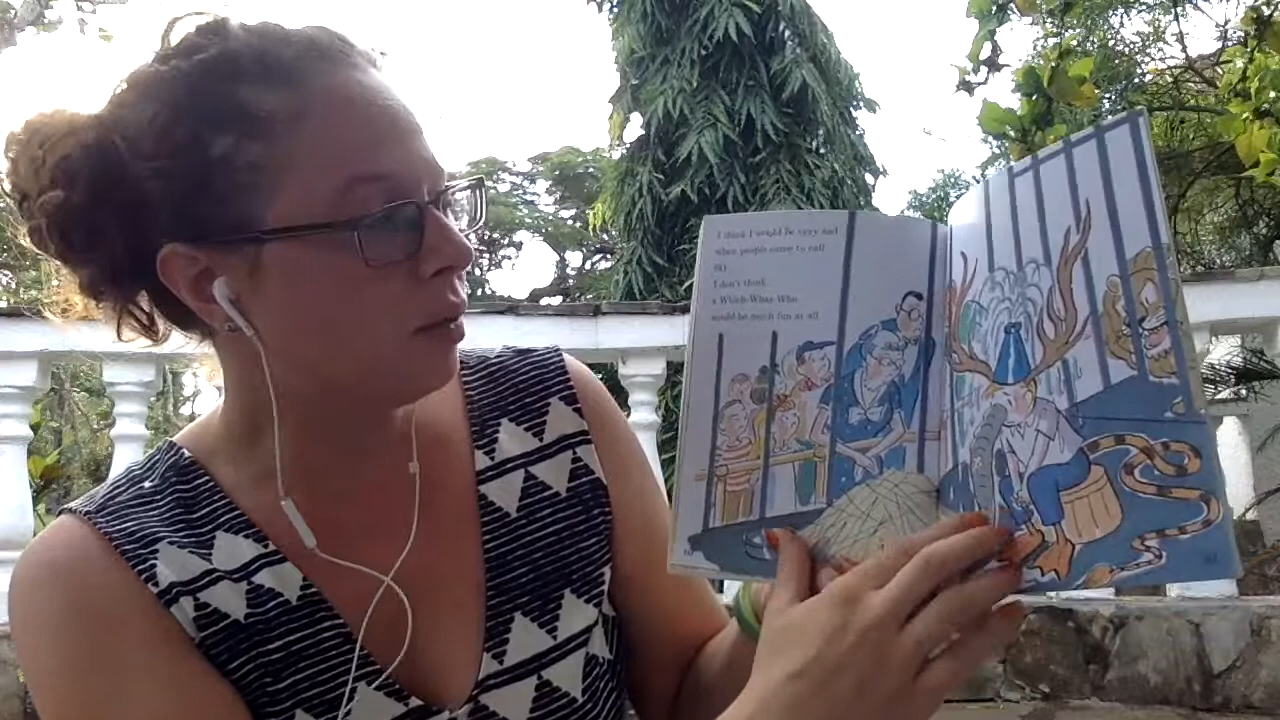 I think I would be very sad
when people came to call
SO
I don't think
a Which-What-Who
would be much fun at all.